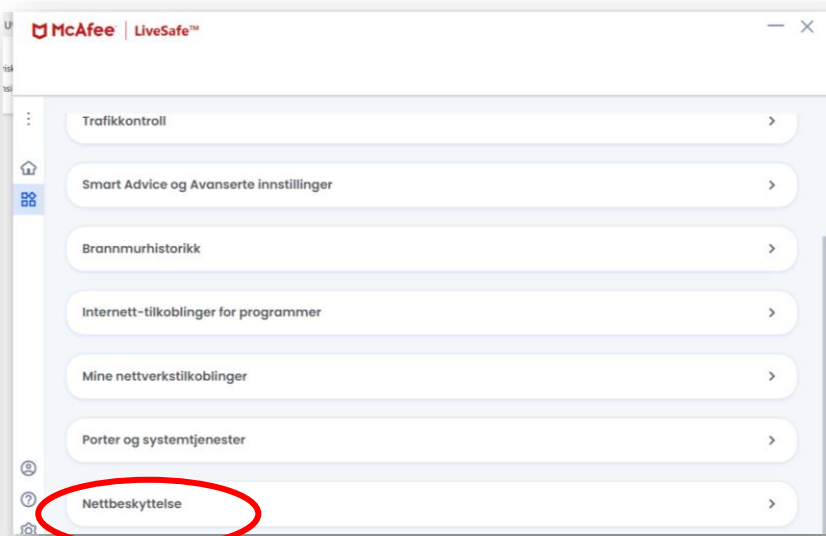 McAfee | LiveSafe™
Trafikkontroll
Smart Advice og Avanserte innstillinger
Brannmurhistorikk
Internett-tilkoblinger for programmer
Mine nettverkstilkoblinger
Porter og systemtjenester
Nettbeskyttelse